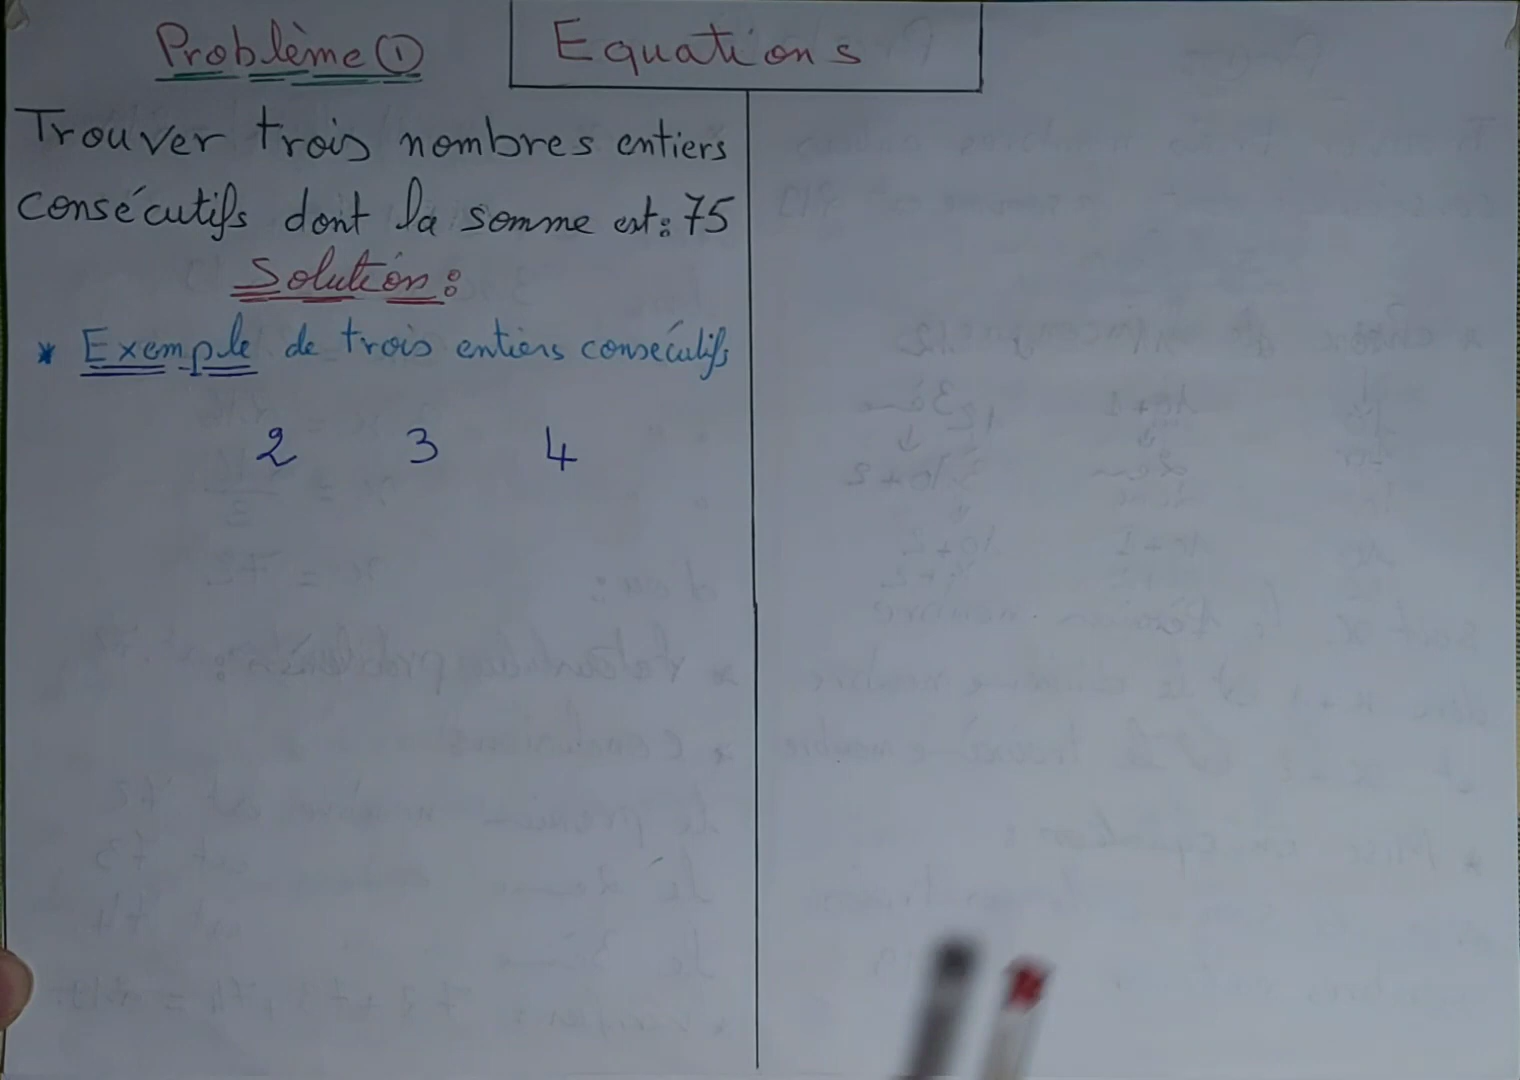 Problème ①
Equations
Trouver trois nombres entiers
consécutifs dont la somme est: 75
Solution:
* Exemple de trois entiers consécutifs
2 3 4